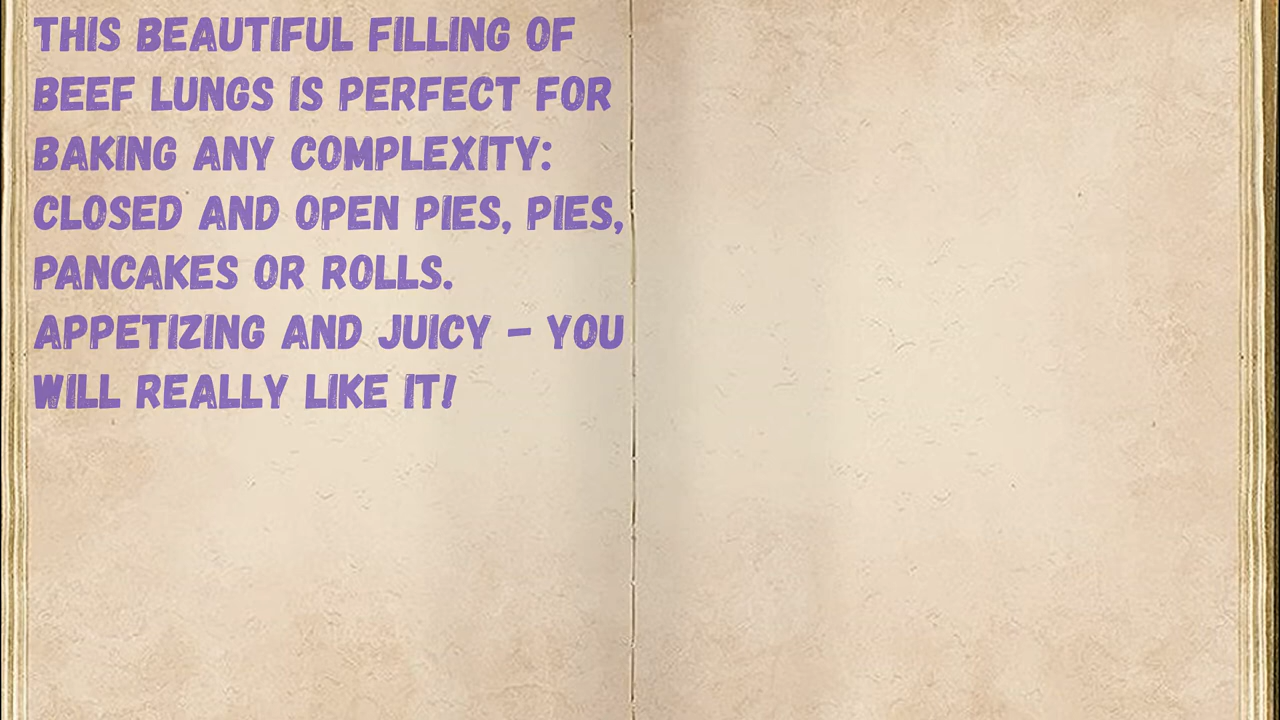 THIS BEAUTIFUL FILLING OF
BEEF LUNGS IS PERFECT FOR
BAKING ANY COMPLEXITY:
CLOSED AND OPEN PIES, PIES,
PANCAKES OR ROLLS.
APPETIZING AND JUICY – YOU
WILL REALLY LIKE IT!